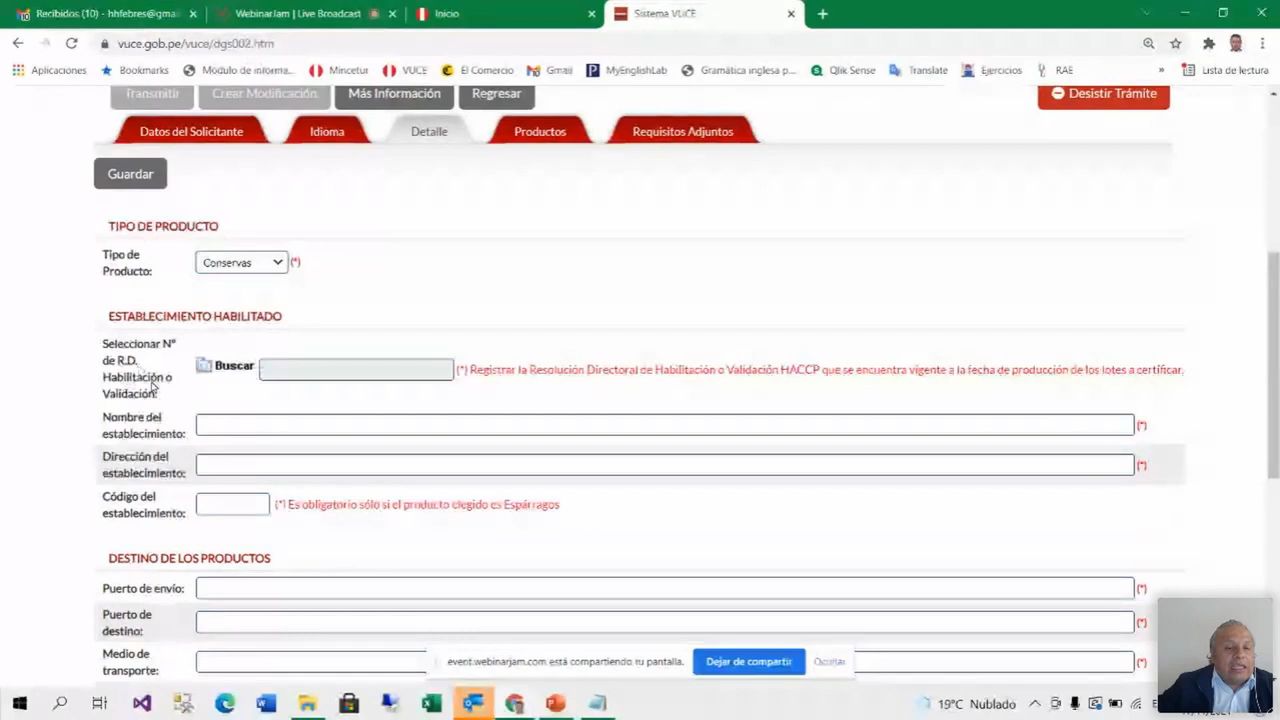 Recibidos (10) - hhfebres@gmai
WebinarJam | Live Broadcast
Inicio
Sistema VUCE
vuce.gob.pe/vuce/dgs002.htm
Aplicaciones
Bookmarks
Módulo de informa...
Mincetur
VUCE
El Comercio
Gmail
MyEnglishLab
Gramática inglesa p...
Qlik Sense
Translate
Ejercicios
RAE
»
Lista de lectura
Transmitir
Crear Modificación
Más Información
Regresar
Desistir Trámite
Datos del Solicitante
Idioma
Detalle
Productos
Requisitos Adjuntos
Guardar
TIPO DE PRODUCTO
Tipo de
Producto:
Conservas
(*)
ESTABLECIMIENTO HABILITADO
Seleccionar N°
de R.D.
Habilitación o
Validación:
Buscar
(*) Registrar la Resolución Directoral de Habilitación o Validación HACCP que se encuentra vigente a la fecha de producción de los lotes a certificar.
Nombre del
establecimiento:
(*)
Dirección del
establecimiento:
(*)
Código del
establecimiento:
(*) Es obligatorio sólo si el producto elegido es Espárragos
DESTINO DE LOS PRODUCTOS
Puerto de envío:
(*)
Puerto de
destino:
(*)
Medio de
transporte:
(*)
event.webinarjam.com está compartiendo tu pantalla.
Dejar de compartir
Ocultar
19°C Nublado